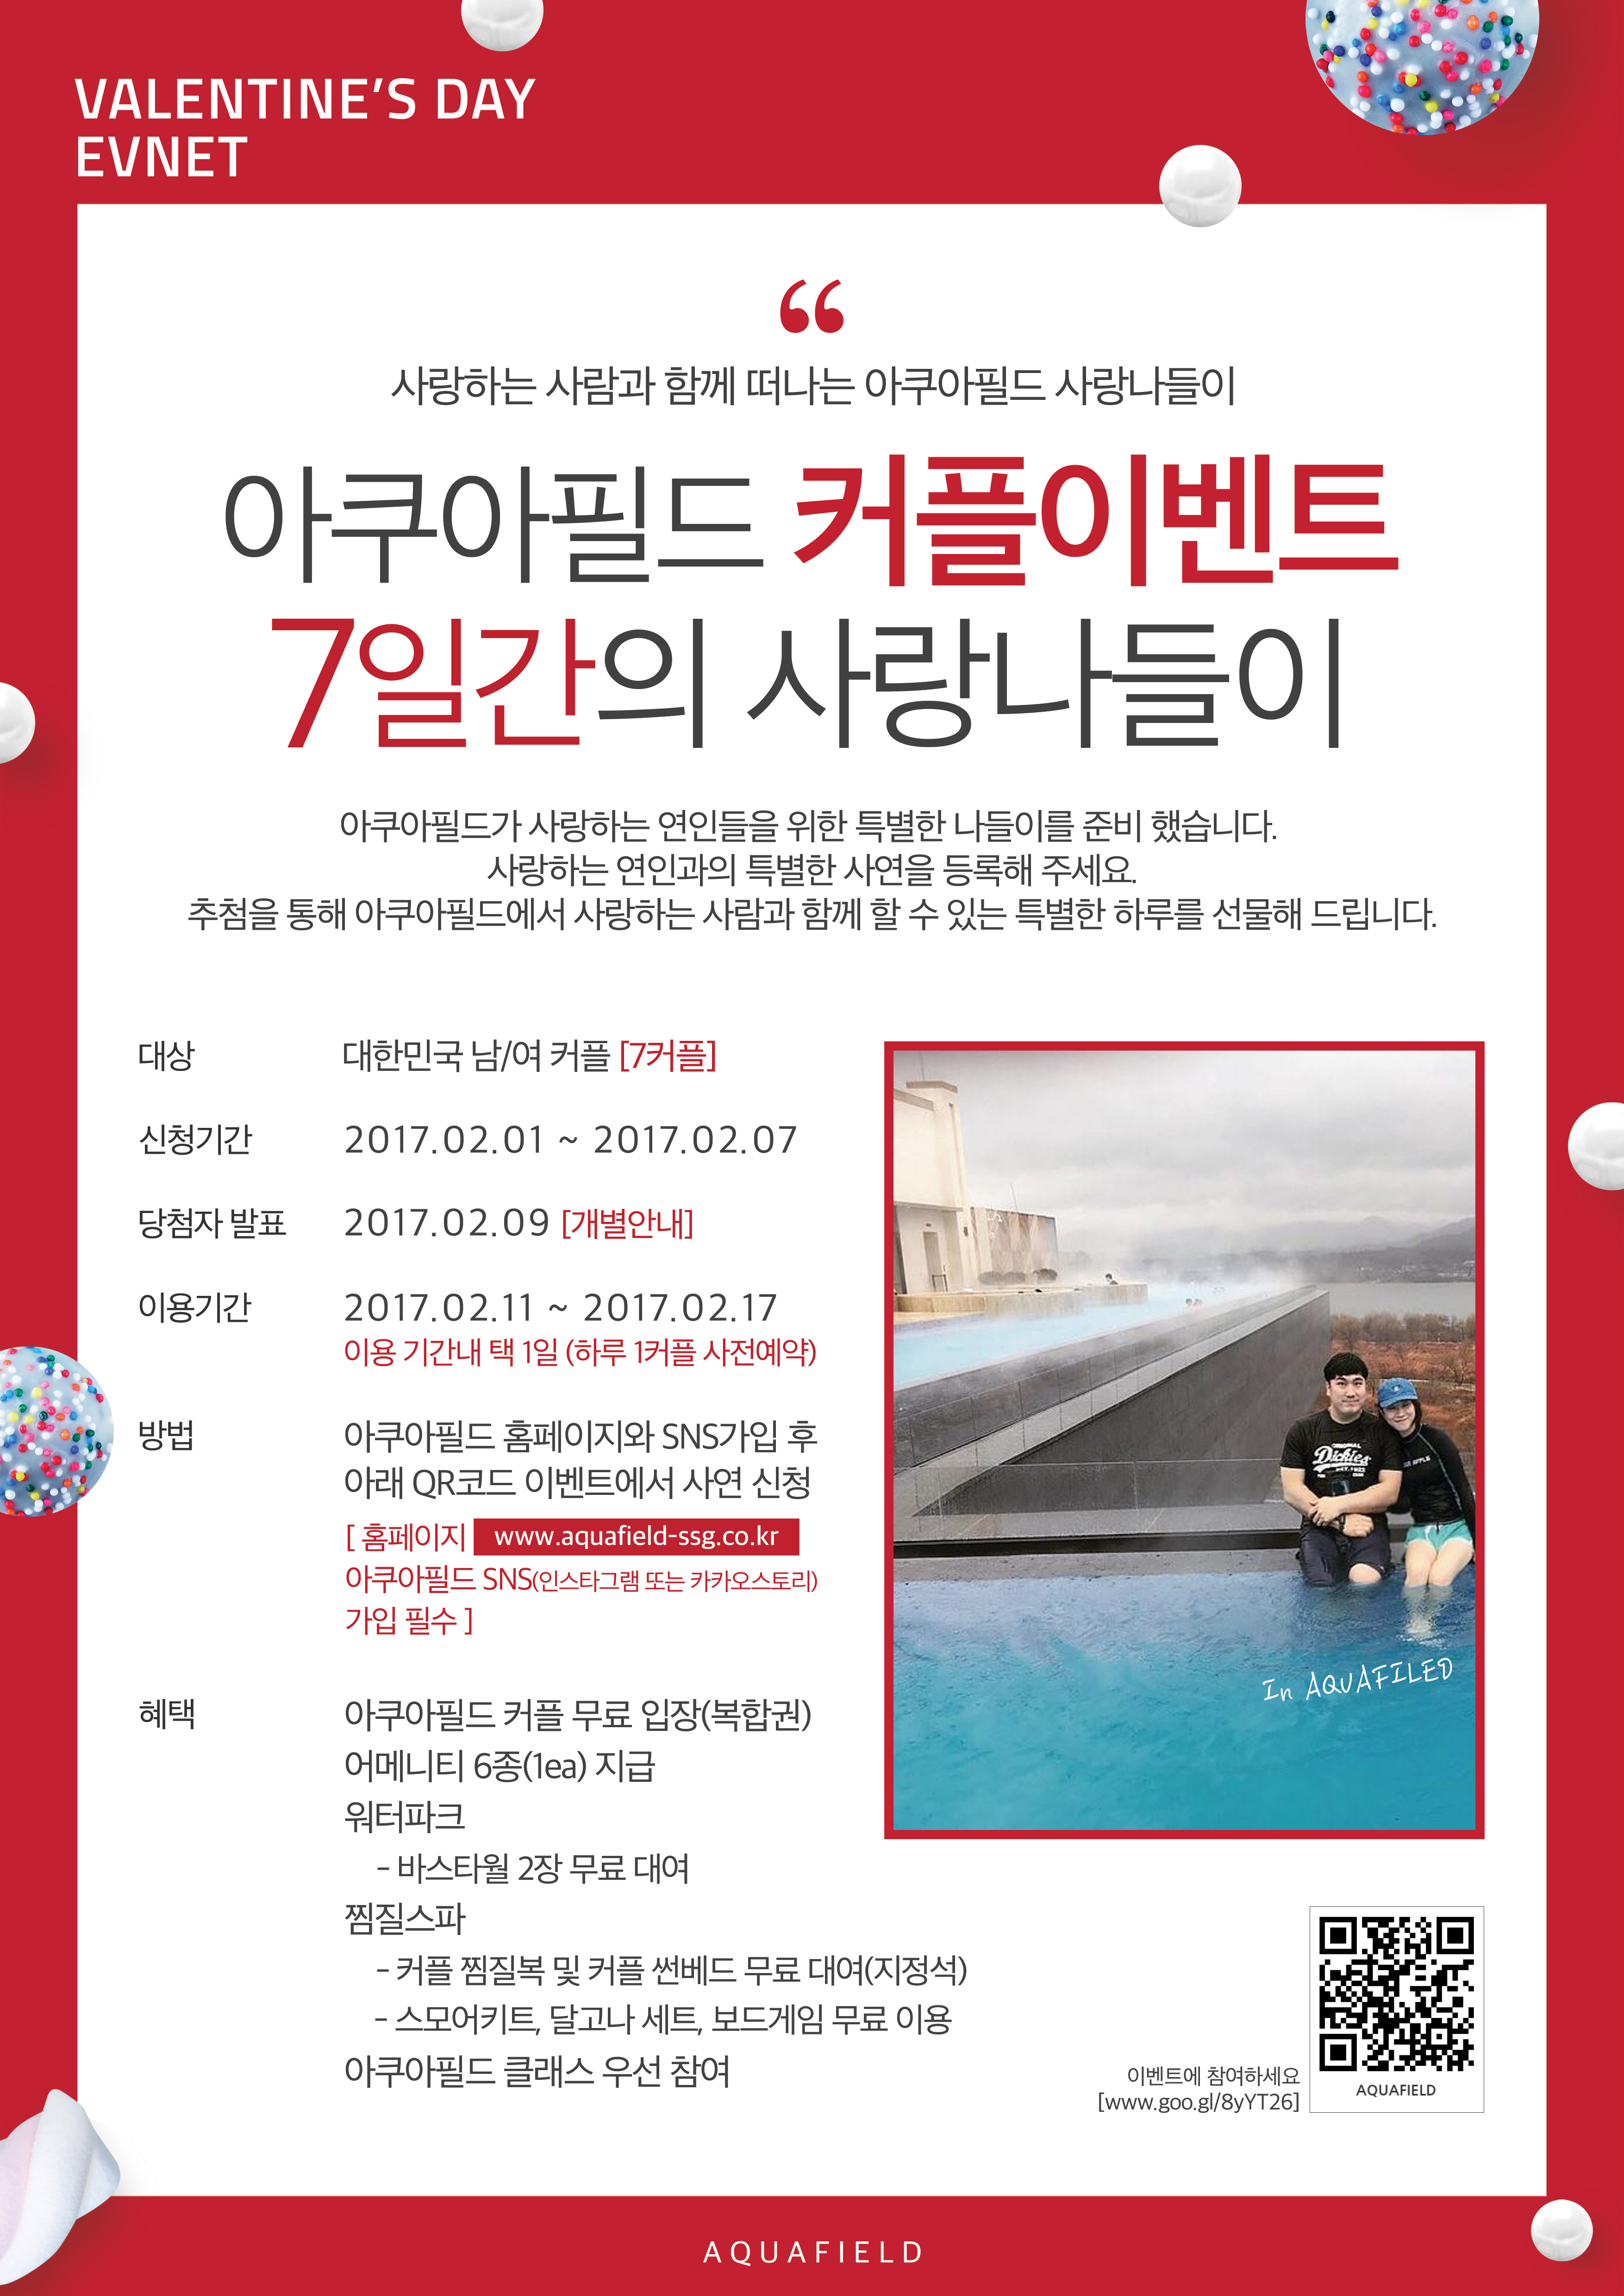 VALENTINE'S DAY
EVNET
“
사랑하는 사람과 함께 떠나는 아쿠아필드 사랑나들이
아쿠아필드 커플이벤트
7일간의 사랑나들이
아쿠아필드가 사랑하는 연인들을 위한 특별한 나들이를 준비 했습니다.
사랑하는 연인과의 특별한 사연을 등록해 주세요.
추첨을 통해 아쿠아필드에서 사랑하는 사람과 함께 할 수 있는 특별한 하루를 선물해 드립니다.
대상 대한민국 남/여 커플 [7커플]
신청기간 2017.02.01 ~ 2017.02.07
당첨자 발표 2017.02.09 [개별안내]
이용기간 2017.02.11 ~ 2017.02.17
이용 기간내 택 1일 (하루 1커플 사전예약)
방법 아쿠아필드 홈페이지와 SNS가입 후
아래 QR코드 이벤트에서 사연 신청
[ 홈페이지 www.aquafield-ssg.co.kr
아쿠아필드 SNS(인스타그램 또는 카카오스토리)
가입 필수 ]
혜택 아쿠아필드 커플 무료 입장(복합권)
어메니티 6종(1ea) 지급
워터파크
- 바스타월 2장 무료 대여
찜질스파
- 커플 찜질복 및 커플 썬베드 무료 대여(지정석)
- 스모어키트, 달고나 세트, 보드게임 무료 이용
아쿠아필드 클래스 우선 참여
ORIGINAL
Dickies
In AQUAFILED
이벤트에 참여하세요
[www.goo.gl/8yYT26]
AQUAFIELD
AQUAFIELD